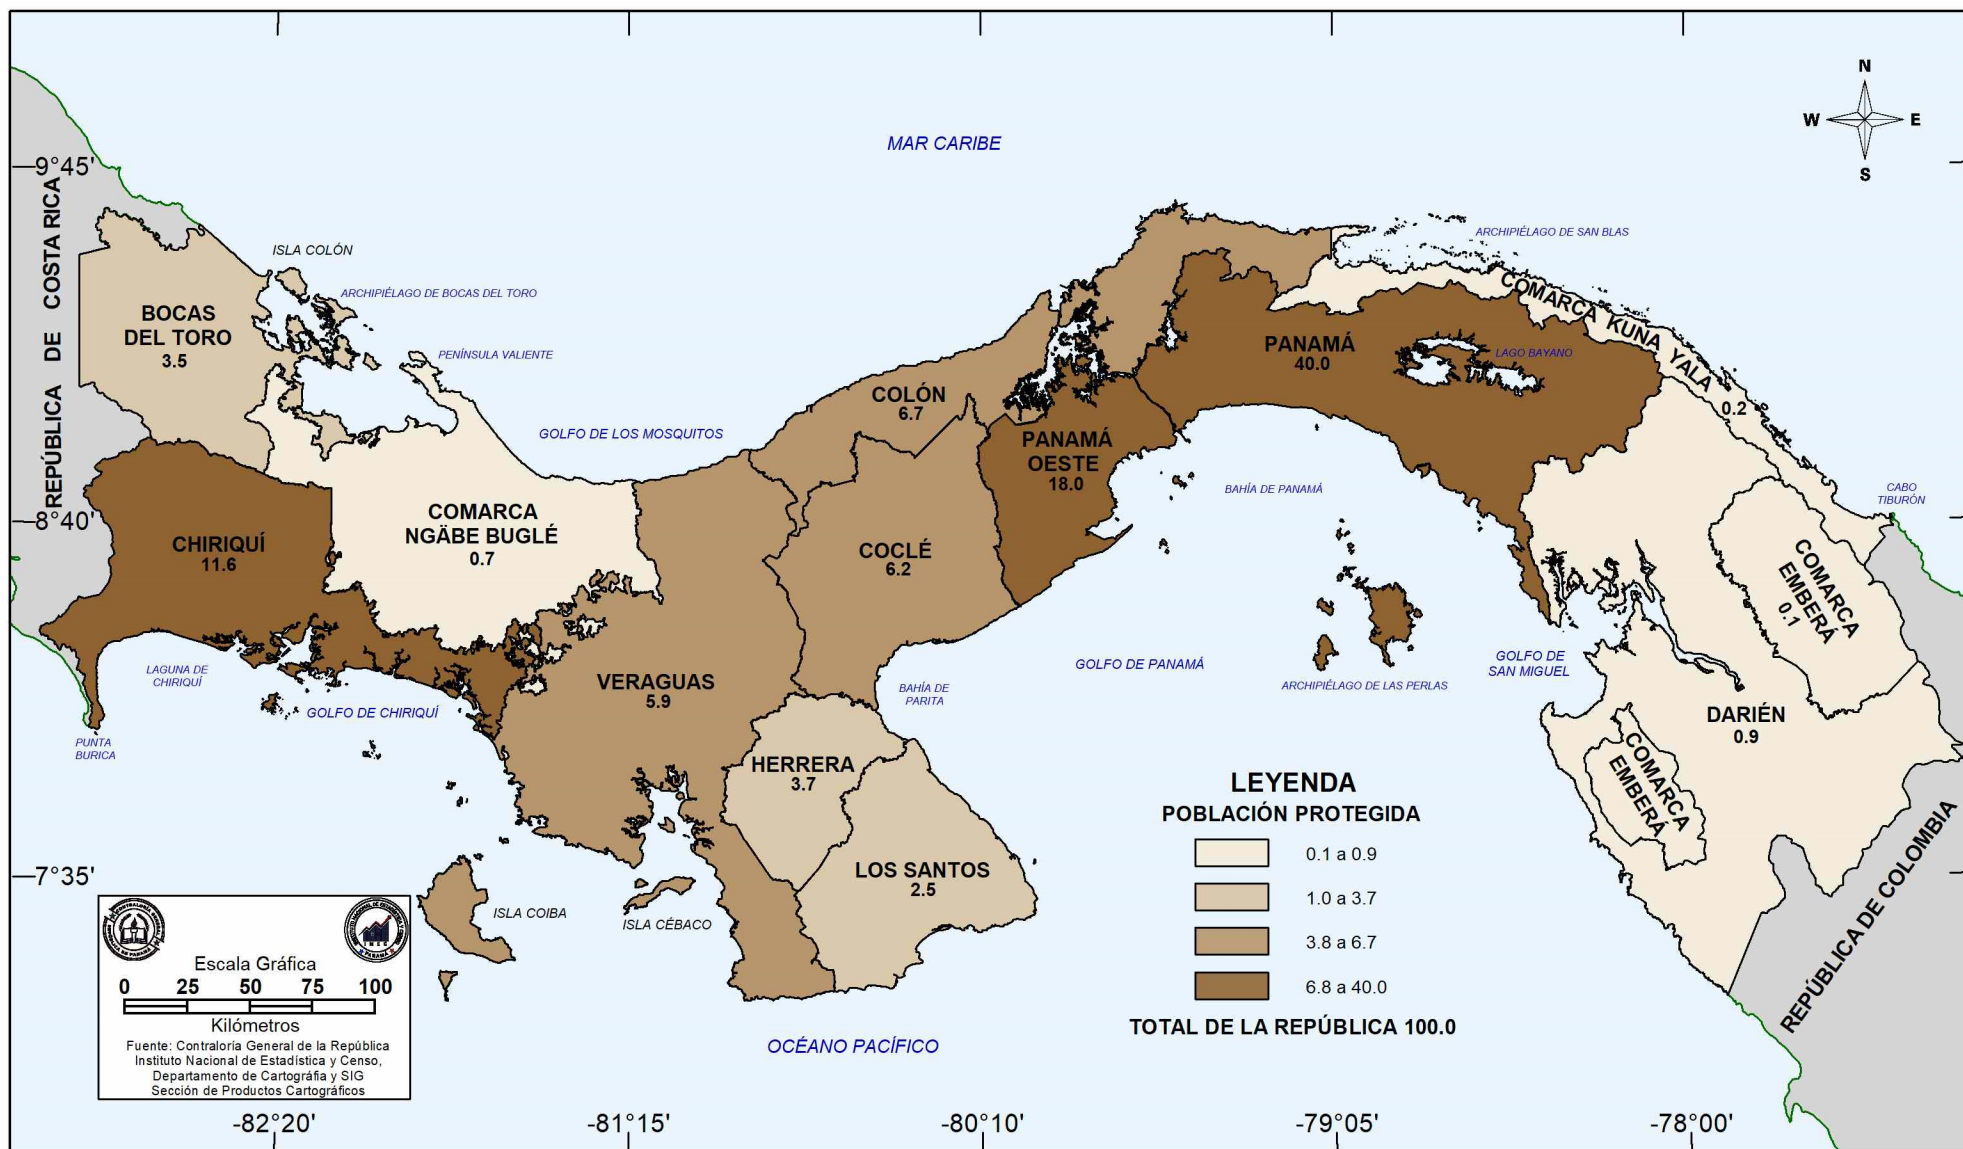 N
W E
S
MAR CARIBE
9°45'
8°40'
7°35'
REPÚBLICA DE COSTA RICA
ISLA COLÓN
ARCHIPIÉLAGO DE BOCAS DEL TORO
PENÍNSULA VALIENTE
BOCAS
DEL TORO
3.5
GOLFO DE LOS MOSQUITOS
ARCHIPIÉLAGO DE SAN BLAS
COMARCA KUNA YALA
0.2
PANAMÁ
40.0
LAGO BAYANO
COLÓN
6.7
PANAMÁ
OESTE
18.0
BAHÍA DE PANAMÁ
CABO
TIBURÓN
COMARCA
NGÄBE BUGLÉ
0.7
CHIRIQUÍ
11.6
COCLÉ
6.2
COMARCA
EMBERÁ
0.1
LAGUNA DE
CHIRIQUÍ
GOLFO DE CHIRIQUÍ
PUNTA
BURICA
VERAGUAS
5.9
BAHÍA DE
PARITA
GOLFO DE PANAMÁ
ARCHIPIÉLAGO DE LAS PERLAS
GOLFO DE
SAN MIGUEL
DARIÉN
0.9
COMARCA
EMBERÁ
HERRERA
3.7
LOS SANTOS
2.5
ISLA COIBA
ISLA CÉBACO
REPÚBLICA DE COLOMBIA
LEYENDA
POBLACIÓN PROTEGIDA
0.1 a 0.9
1.0 a 3.7
3.8 a 6.7
6.8 a 40.0
TOTAL DE LA REPÚBLICA 100.0
OCÉANO PACÍFICO
Escala Gráfica
0 25 50 75 100
Kilómetros
Fuente: Contraloría General de la República
Instituto Nacional de Estadística y Censo,
Departamento de Cartográfia y SIG
Sección de Productos Cartográficos
-82°20' -81°15' -80°10' -79°05' -78°00'